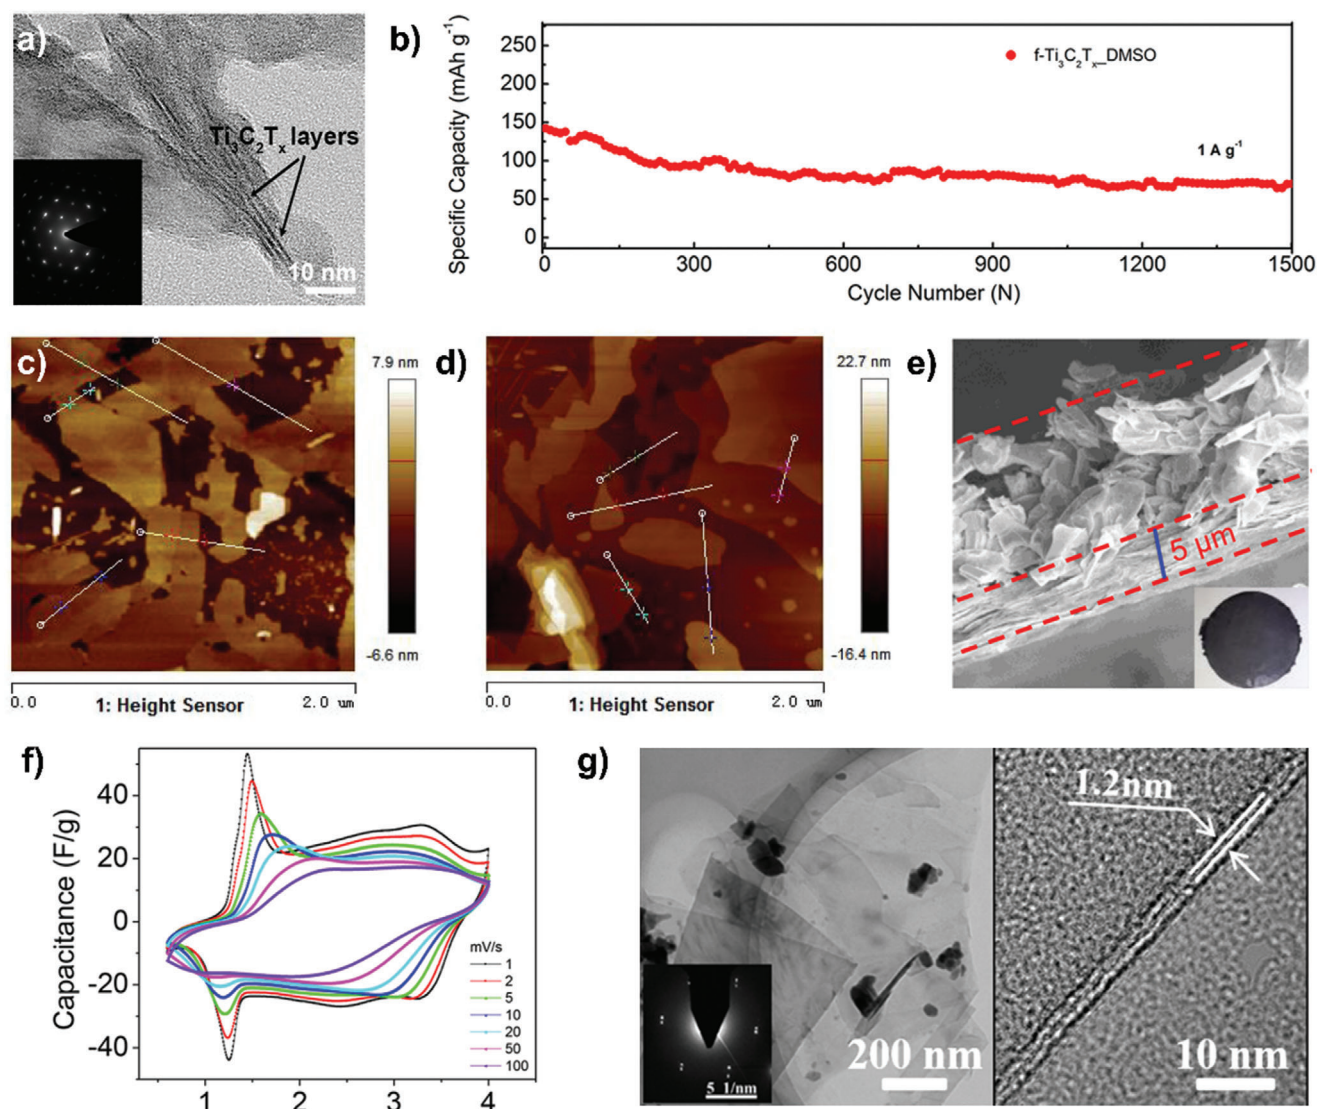 a)
Ti₃C₂Tₓ layers
10 nm
b)
Specific Capacity (mAh g⁻¹)
250
200
150
100
50
0
f-Ti₃C₂Tₓ_DMSO
1 A g⁻¹
0 300 600 900 1200 1500
Cycle Number (N)
c)
7.9 nm
-6.6 nm
0.0 1: Height Sensor 2.0 um
d)
22.7 nm
-16.4 nm
0.0 1: Height Sensor 2.0 um
e)
5 µm
f)
Capacitance (F/g)
40
20
0
-20
-40
mV/s
1
2
5
10
20
50
100
1 2 3 4
g)
5 1/nm
200 nm
1.2nm
10 nm